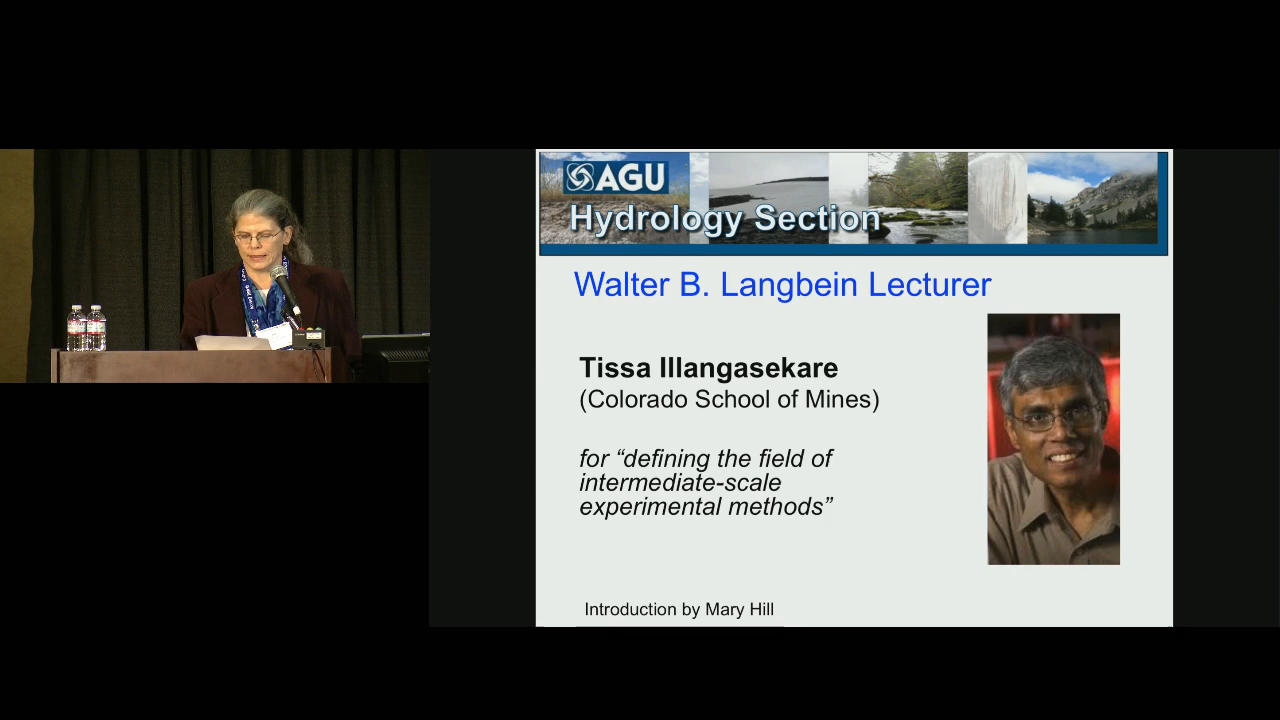 AGU
Hydrology Section
Walter B. Langbein Lecturer
Tissa Illangasekare
(Colorado School of Mines)
for “defining the field of
intermediate-scale
experimental methods”
Introduction by Mary Hill